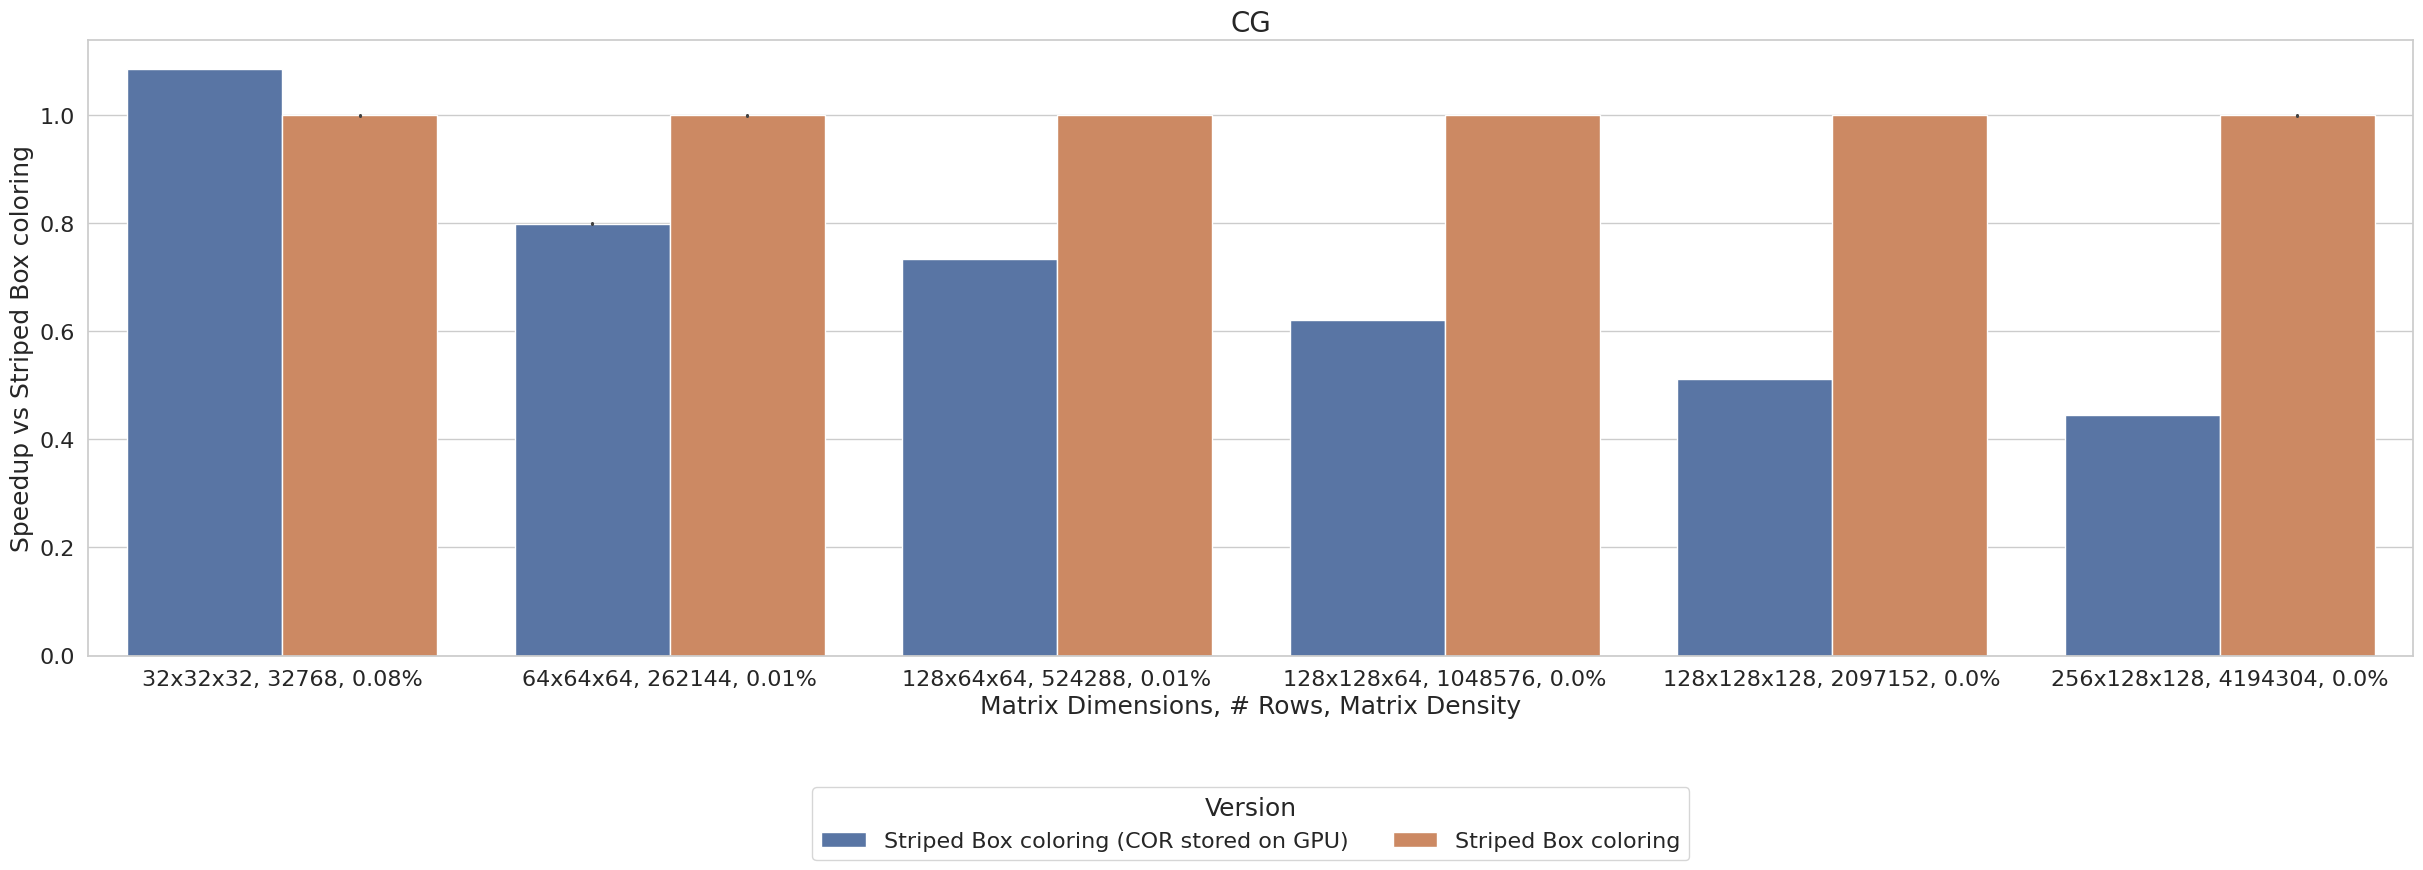 CG
Speedup vs Striped Box coloring
1.0
0.8
0.6
0.4
0.2
0.0
32x32x32, 32768, 0.08%
64x64x64, 262144, 0.01%
128x64x64, 524288, 0.01%
128x128x64, 1048576, 0.0%
128x128x128, 2097152, 0.0%
256x128x128, 4194304, 0.0%
Matrix Dimensions, # Rows, Matrix Density
Version
Striped Box coloring (COR stored on GPU)
Striped Box coloring